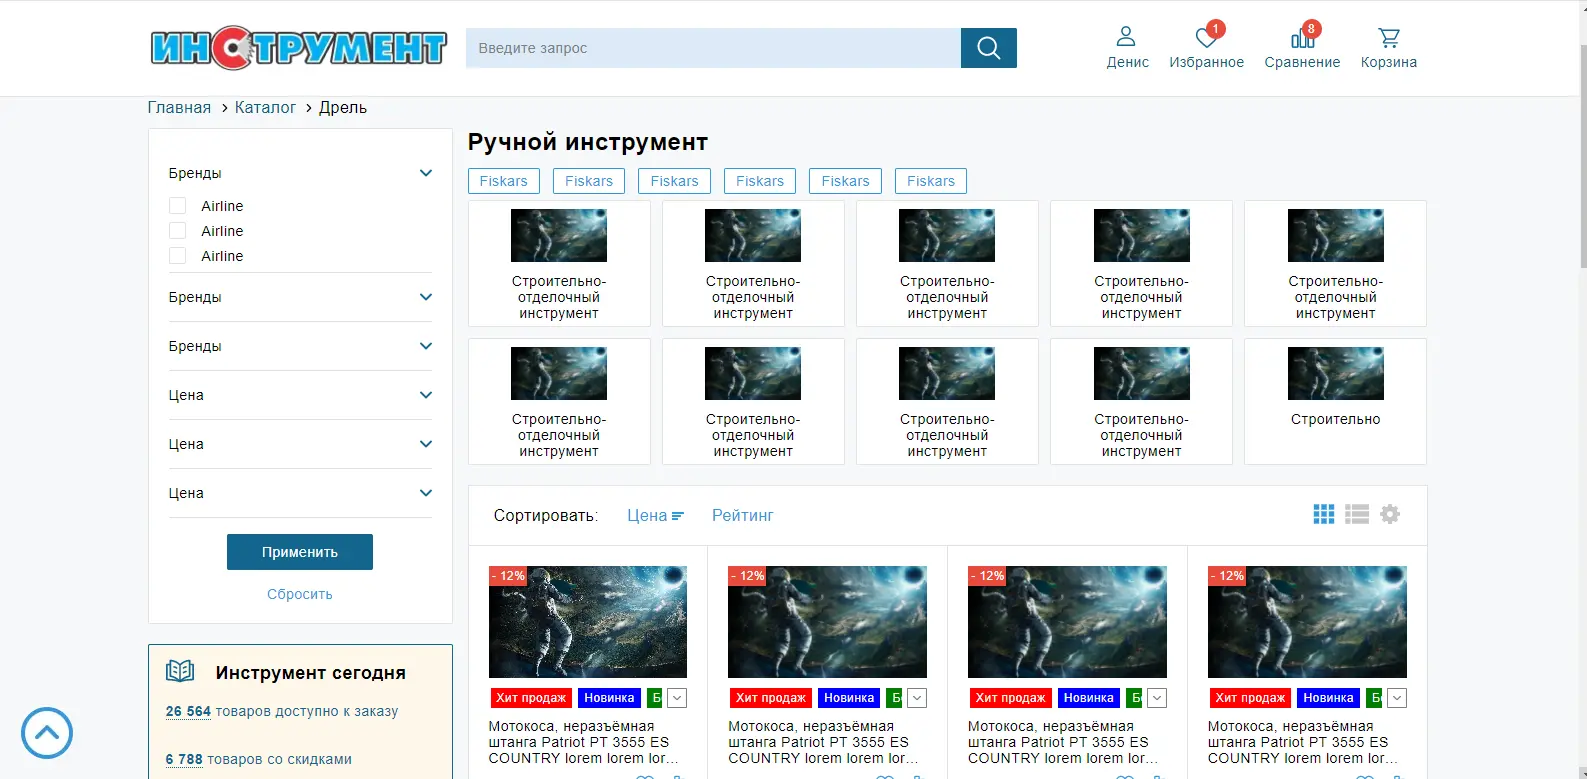 ИНСТРУМЕНТ
Введите запрос
1
8
Денис
Избранное
Сравнение
Корзина
Главная > Каталог > Дрель
Бренды
Airline
Airline
Airline
Бренды
Бренды
Цена
Цена
Цена
Применить
Сбросить
Инструмент сегодня
26 564 товаров доступно к заказу
6 788 товаров со скидками
Ручной инструмент
Fiskars Fiskars Fiskars Fiskars Fiskars Fiskars
Строительно-
отделочный
инструмент
Строительно-
отделочный
инструмент
Строительно-
отделочный
инструмент
Строительно-
отделочный
инструмент
Строительно-
отделочный
инструмент
Строительно-
отделочный
инструмент
Строительно-
отделочный
инструмент
Строительно-
отделочный
инструмент
Строительно-
отделочный
инструмент
Строительно
Сортировать: Цена Рейтинг
- 12%
Хит продаж Новинка
Мотокоса, неразъёмная
штанга Patriot PT 3555 ES
COUNTRY lorem lorem lor...
- 12%
Хит продаж Новинка
Мотокоса, неразъёмная
штанга Patriot PT 3555 ES
COUNTRY lorem lorem lor...
- 12%
Хит продаж Новинка
Мотокоса, неразъёмная
штанга Patriot PT 3555 ES
COUNTRY lorem lorem lor...
- 12%
Хит продаж Новинка
Мотокоса, неразъёмная
штанга Patriot PT 3555 ES
COUNTRY lorem lorem lor...